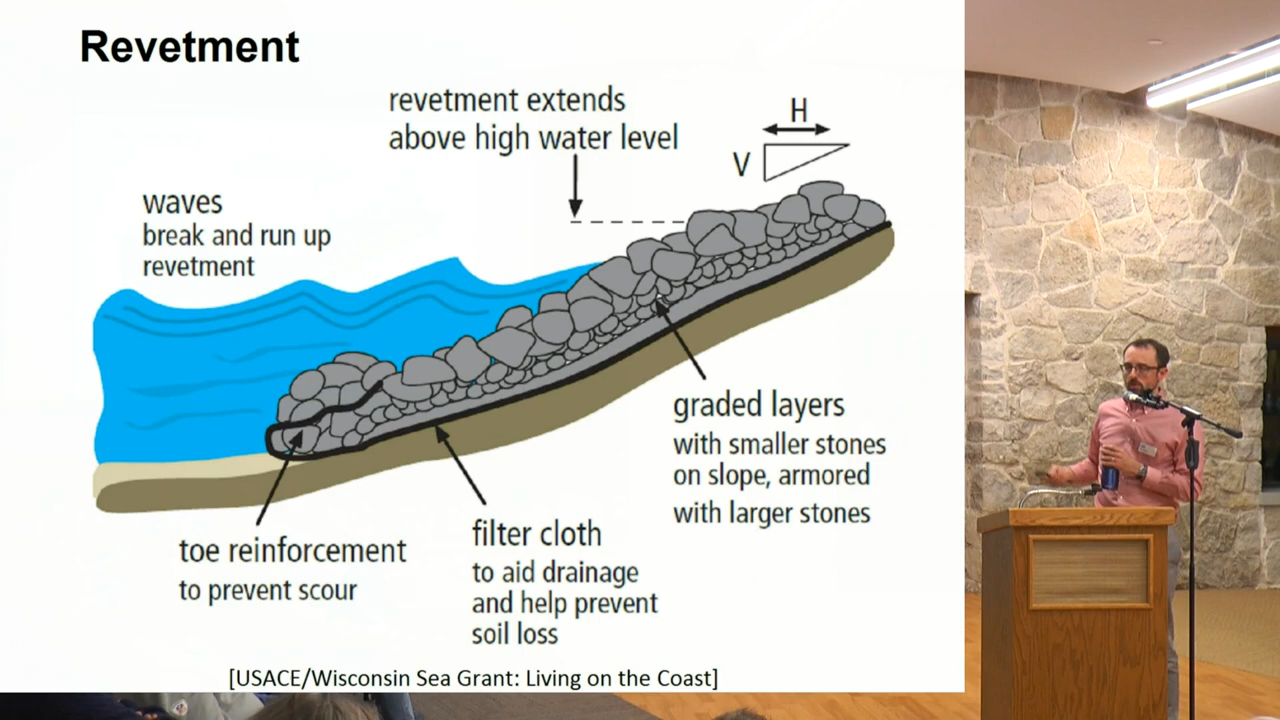 Revetment
revetment extends
above high water level
H
V
waves
break and run up
revetment
graded layers
with smaller stones
on slope, armored
with larger stones
toe reinforcement
to prevent scour
filter cloth
to aid drainage
and help prevent
soil loss
[USACE/Wisconsin Sea Grant: Living on the Coast]